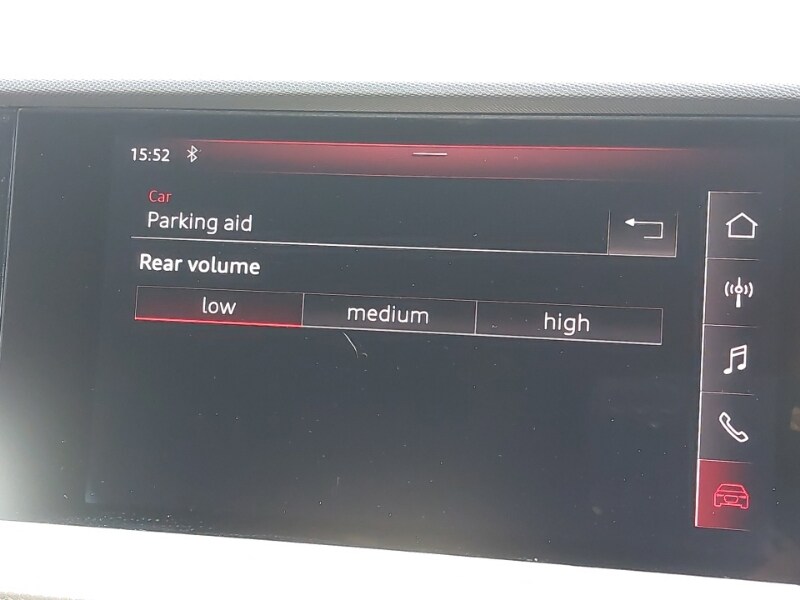 15:52
Car
Parking aid
Rear volume
low medium high